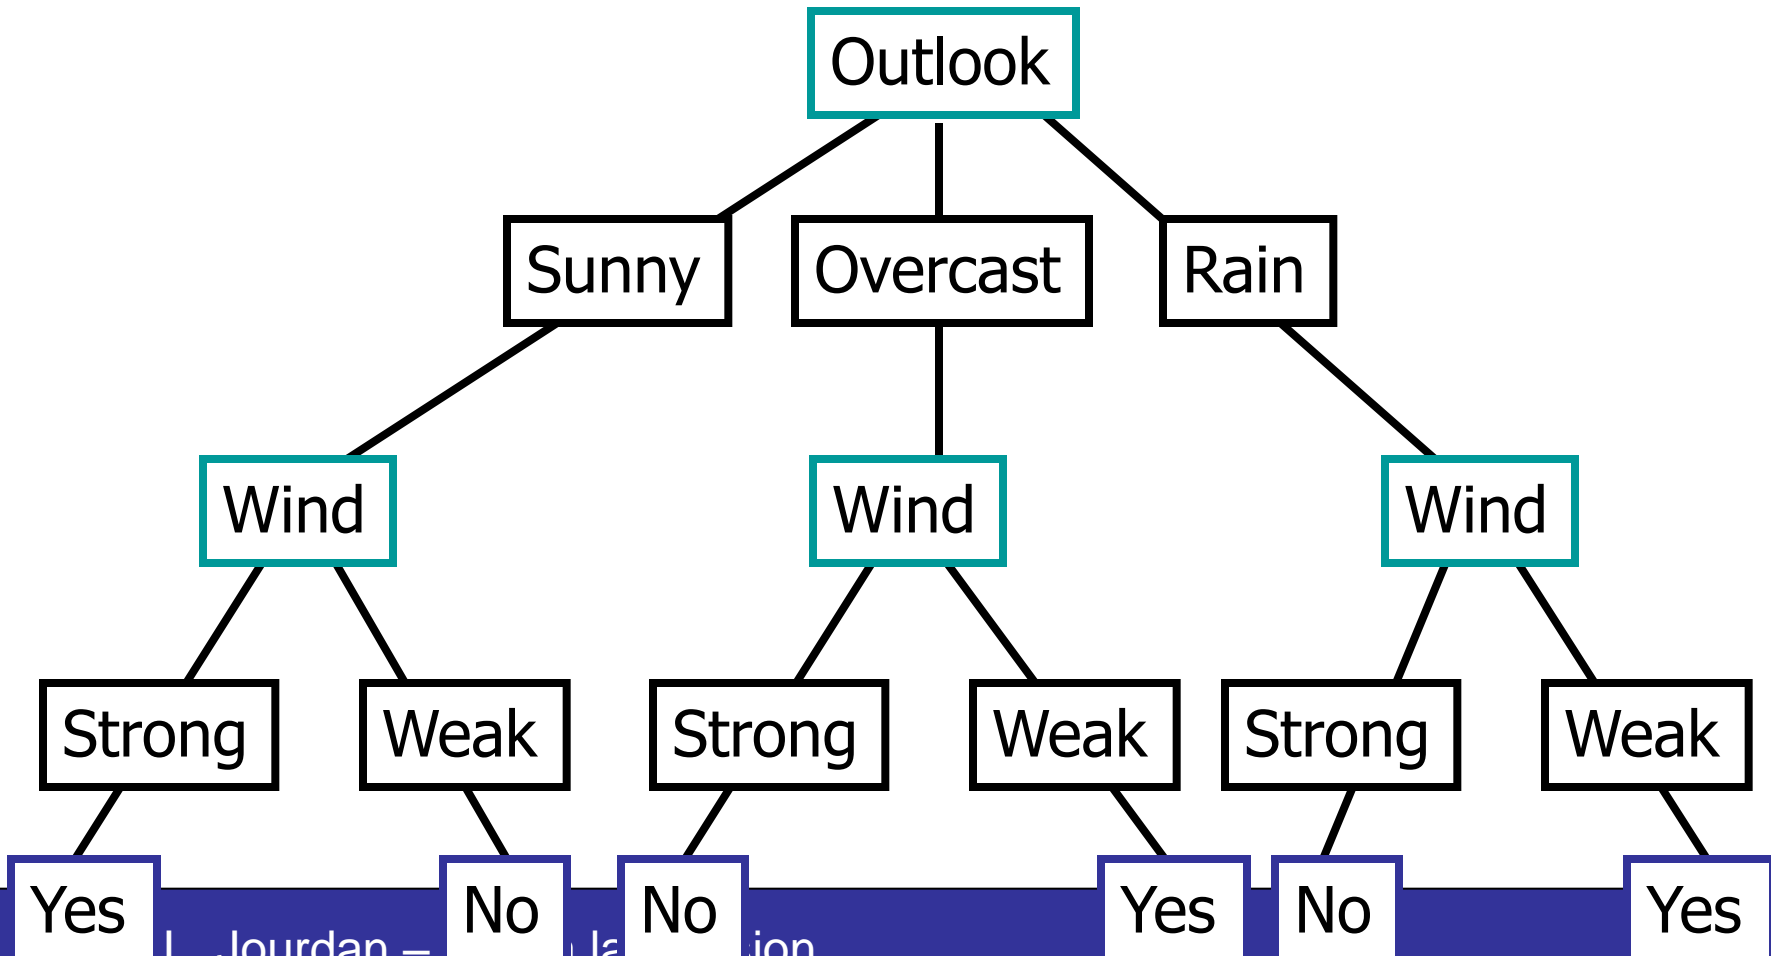 Outlook
Sunny Overcast Rain
Wind Wind Wind
Strong Weak Strong Weak Strong Weak
Yes No No Yes No Yes
Jourdan –